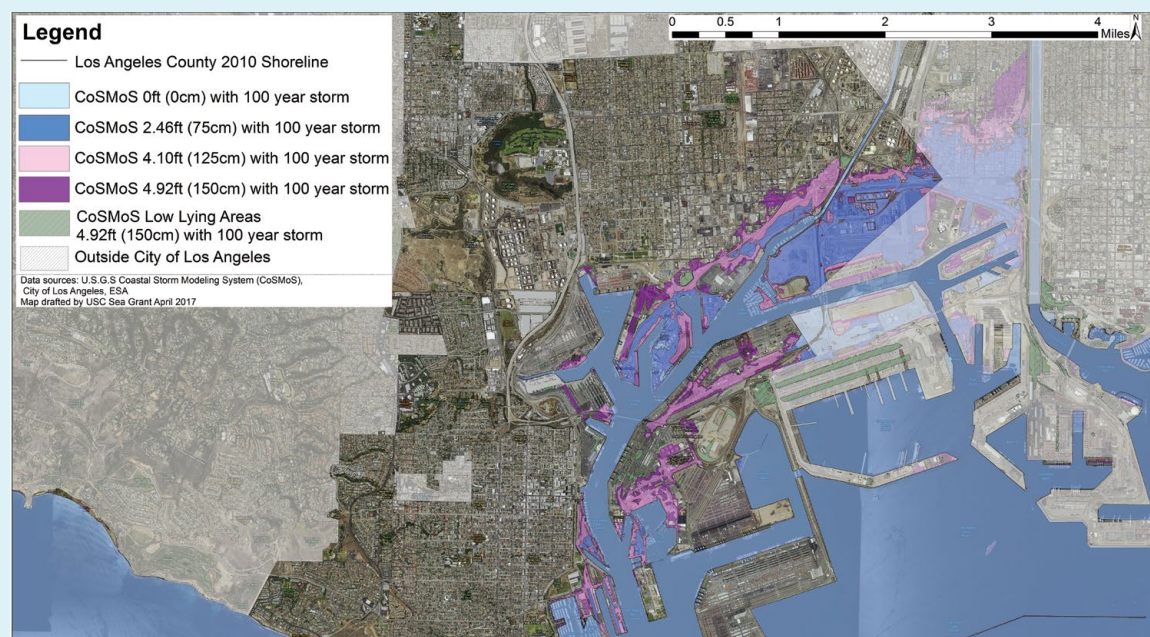 Legend
Los Angeles County 2010 Shoreline
CoSMoS 0ft (0cm) with 100 year storm
CoSMoS 2.46ft (75cm) with 100 year storm
CoSMoS 4.10ft (125cm) with 100 year storm
CoSMoS 4.92ft (150cm) with 100 year storm
CoSMoS Low Lying Areas
4.92ft (150cm) with 100 year storm
Outside City of Los Angeles
Data sources: U.S.G.S Coastal Storm Modeling System (CoSMoS),
City of Los Angeles, ESA
Map drafted by USC Sea Grant April 2017
0 0.5 1 2 3 4
Miles
N